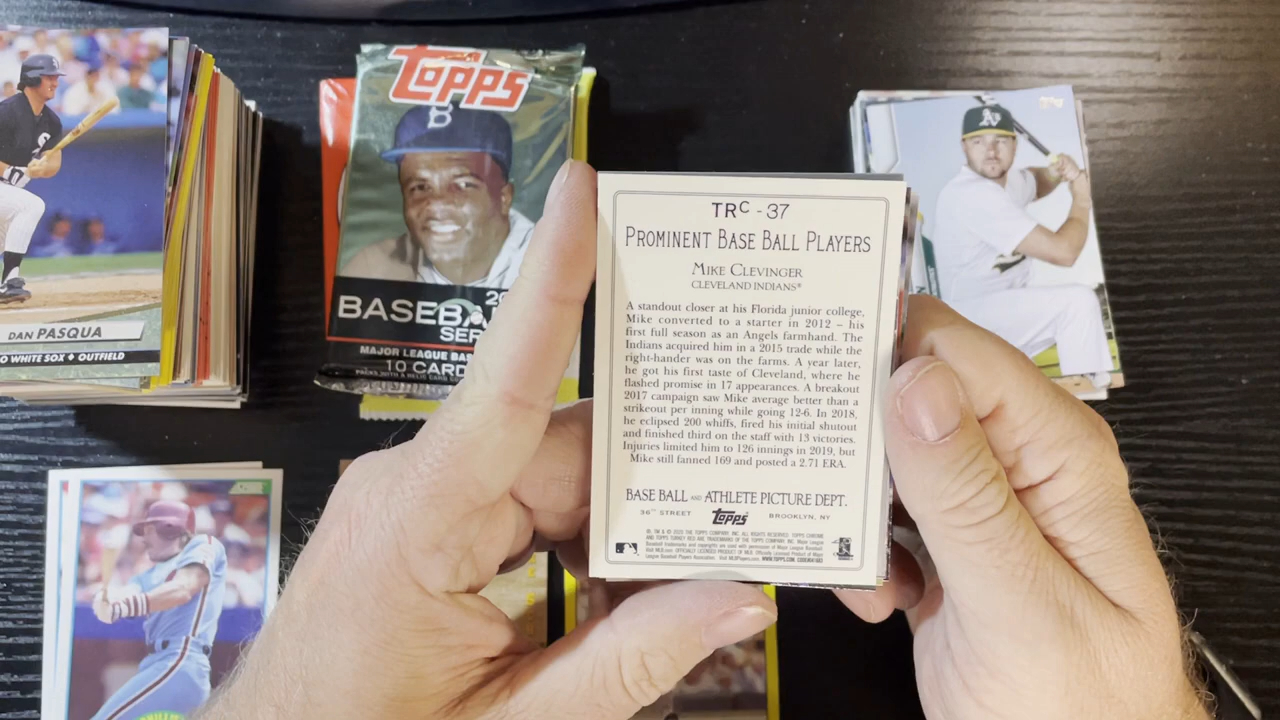 Topps
B
BASEBA
SER
MAJOR LEAGUE BAS
10 CARD
DAN PASQUA
O WHITE SOX ♦ OUTFIELD
A's
TRC - 37
PROMINENT BASE BALL PLAYERS
MIKE CLEVINGER
CLEVELAND INDIANS®
A standout closer at his Florida junior college,
Mike converted to a starter in 2012 – his
first full season as an Angels farmhand. The
Indians acquired him in a 2015 trade while the
right-hander was on the farms. A year later,
he got his first taste of Cleveland, where he
flashed promise in 17 appearances. A breakout
2017 campaign saw Mike average better than a
strikeout per inning while going 12-6. In 2018,
he eclipsed 200 whiffs, fired his initial shutout
and finished third on the staff with 13 victories.
Injuries limited him to 126 innings in 2019, but
Mike still fanned 169 and posted a 2.71 ERA.
BASE BALL AND ATHLETE PICTURE DEPT.
36TH STREET Topps BROOKLYN, NY
SCORE